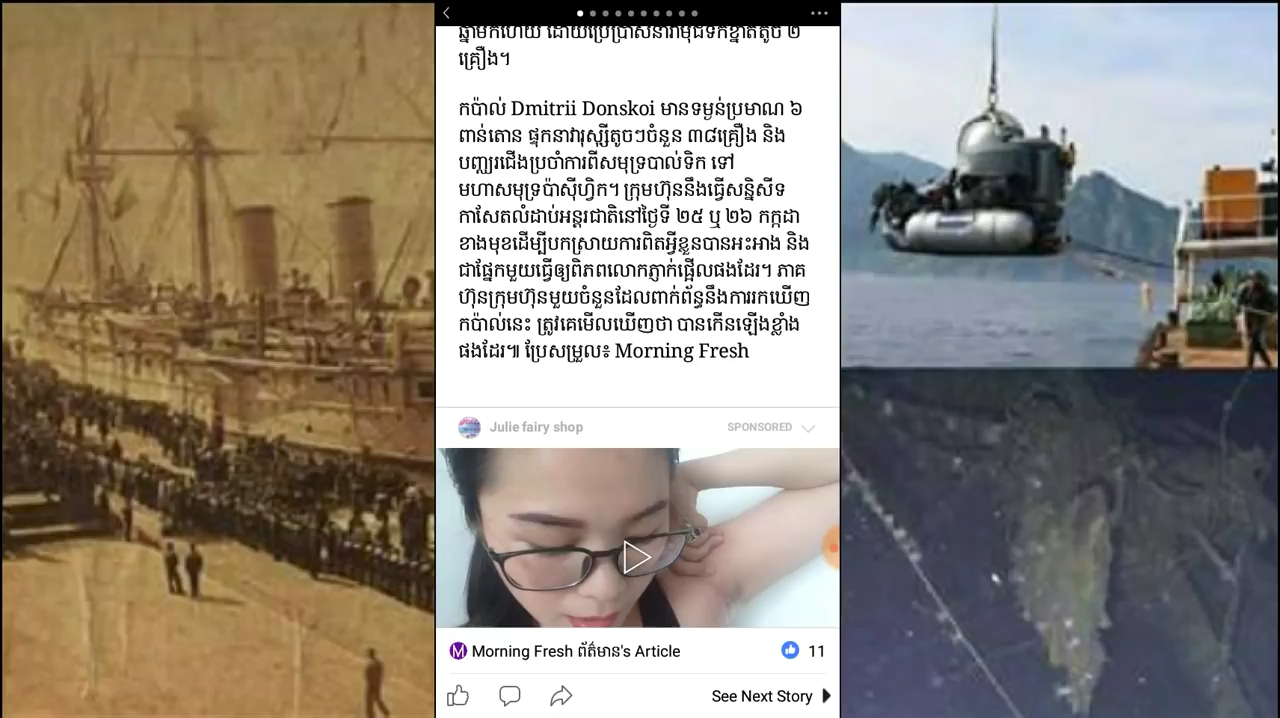 គ្រឿង។
កប៉ាល់ Dmitrii Donskoi មានទម្ងន់ប្រមាណ ៦
ពាន់តោន ផ្ទុកនាវារុស្ស៊ីតូចៗចំនួន ៣៨គ្រឿង និង
បញ្ឈរជើងប្រចាំការពីសមុទ្របាល់ទិក ទៅ
មហាសមុទ្រប៉ាស៊ីហ្វិក។ ក្រុមហ៊ុននឹងធ្វើសន្និសីទ
កាសែតលំដាប់អន្តរជាតិនៅថ្ងៃទី ២៥ ឬ ២៦ កក្កដា
ខាងមុខដើម្បីបកស្រាយការពិតអ្វីខ្លួនបានអះអាង និង
ជាផ្នែកមួយធ្វើឲ្យពិភពលោកភ្ញាក់ផ្អើលផងដែរ។ ភាគ
ហ៊ុនក្រុមហ៊ុនមួយចំនួនដែលពាក់ព័ន្ធនឹងការរកឃើញ
កប៉ាល់នេះ ត្រូវគេមើលឃើញថា បានកើនឡើងខ្លាំង
ផងដែរ៕ ប្រែសម្រួល៖ Morning Fresh
Julie fairy shop
SPONSORED
Morning Fresh ព័ត៌មាន's Article
11
See Next Story